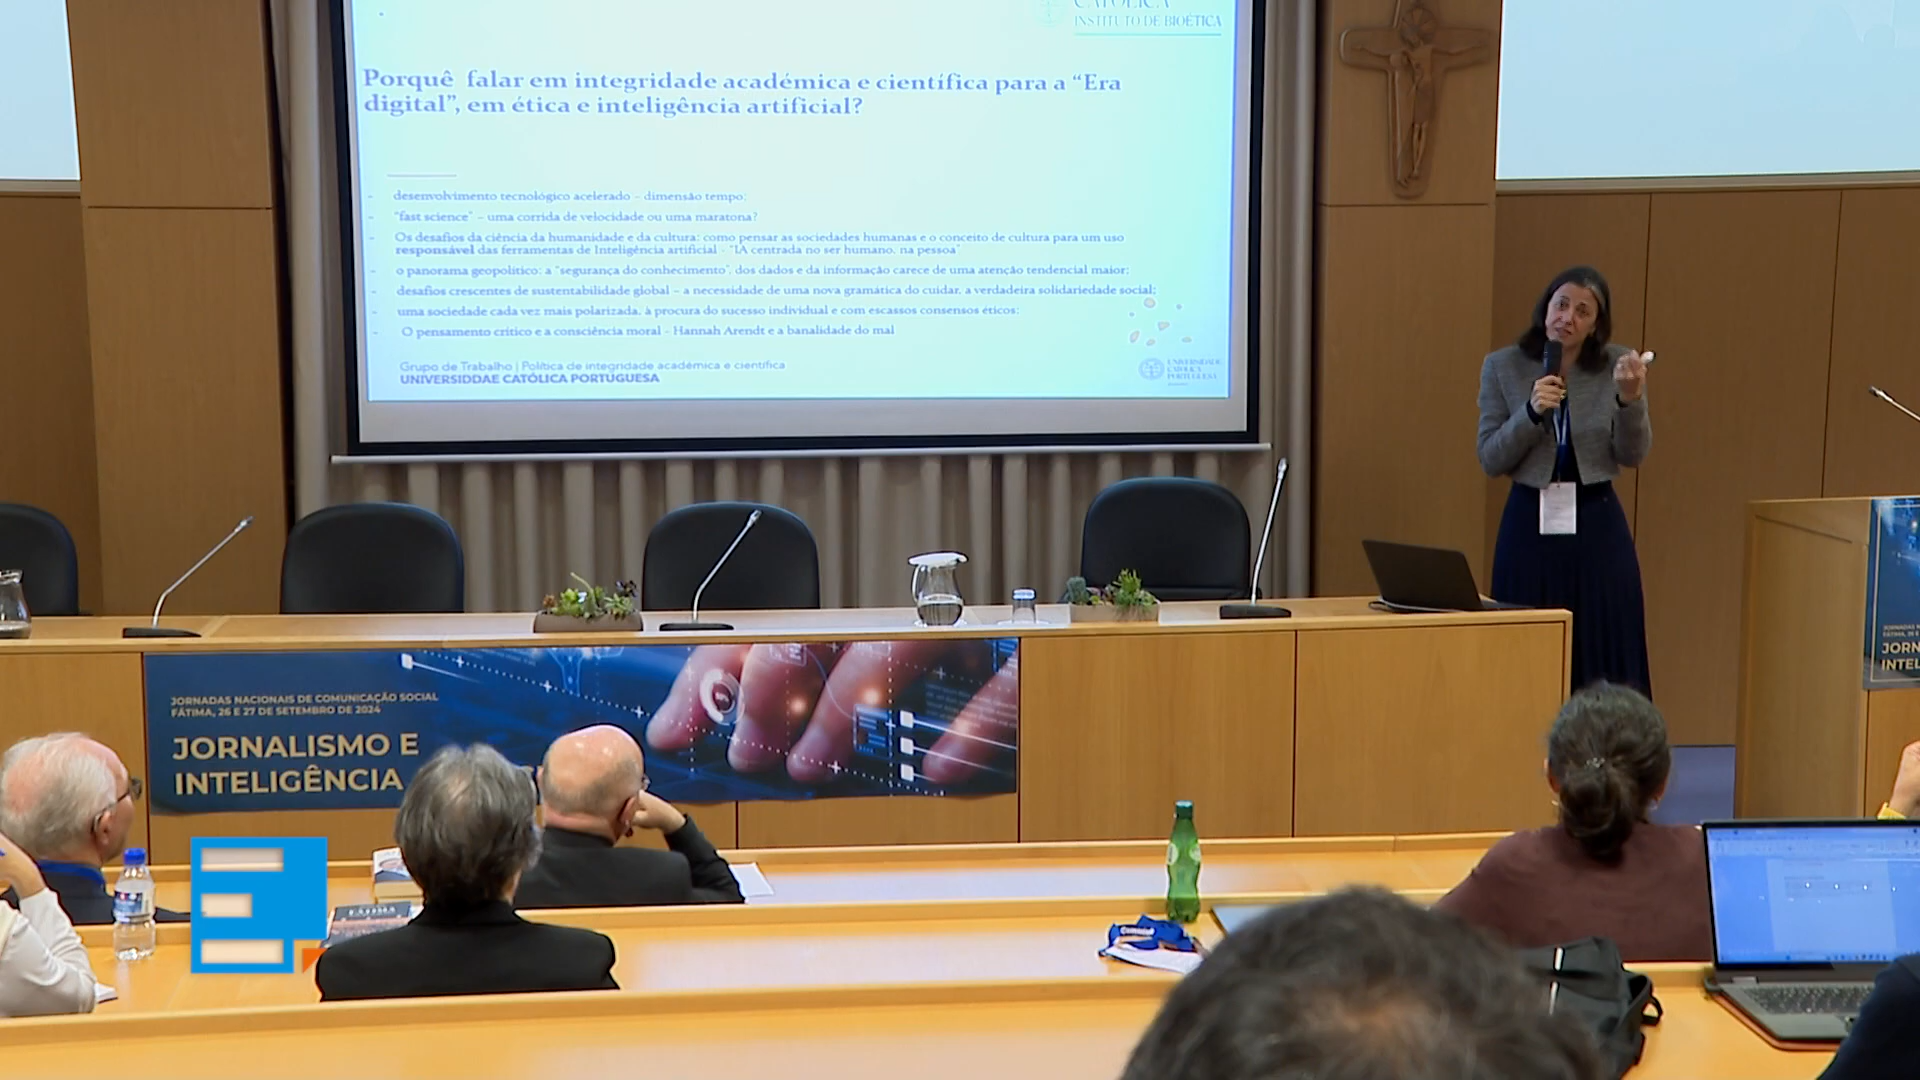 CATÓLICA
INSTITUTO DE BIOÉTICA
Porquê falar em integridade académica e científica para a “Era
digital”, em ética e inteligência artificial?
- desenvolvimento tecnológico acelerado – dimensão tempo;
- “fast science” – uma corrida de velocidade ou uma maratona?
- Os desafios da ciência da humanidade e da cultura: como pensar as sociedades humanas e o conceito de cultura para um uso
responsável das ferramentas de Inteligência artificial - “IA centrada no ser humano, na pessoa”
- o panorama geopolítico: a “segurança do conhecimento”, dos dados e da informação carece de uma atenção tendencial maior;
- desafios crescentes de sustentabilidade global – a necessidade de uma nova gramática do cuidar, a verdadeira solidariedade social;
- uma sociedade cada vez mais polarizada, à procura do sucesso individual e com escassos consensos éticos;
- O pensamento crítico e a consciência moral - Hannah Arendt e a banalidade do mal
Grupo de Trabalho | Política de integridade académica e científica
UNIVERSIDDAE CATÓLICA PORTUGUESA
UNIVERSIDADE
CATÓLICA
PORTUGUESA
JORNADAS NACIONAIS DE COMUNICAÇÃO SOCIAL
FÁTIMA, 26 E 27 DE SETEMBRO DE 2024
JORNALISMO E
INTELIGÊNCIA
JORN
INTEL
FÁTIMA
E